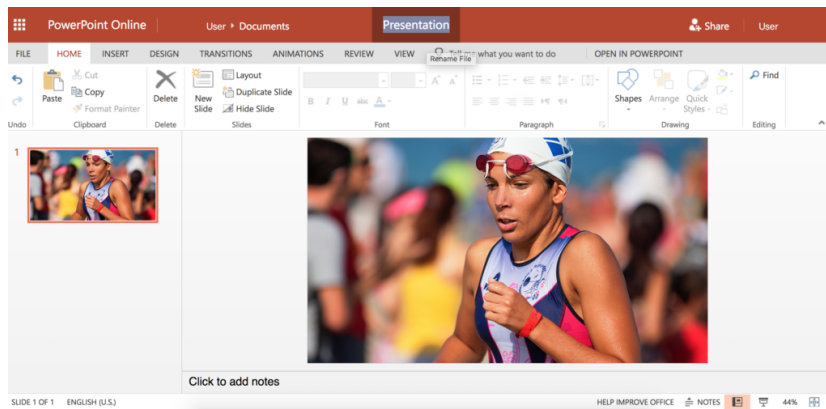 PowerPoint Online User ▸ Documents Presentation Share User
FILE HOME INSERT DESIGN TRANSITIONS ANIMATIONS REVIEW VIEW Tell me what you want to do OPEN IN POWERPOINT
Rename File
Cut Layout Find
Copy Duplicate Slide
Paste Format Painter Delete New Slide Hide Slide B I U abc A Shapes Arrange Quick Styles
Undo Clipboard Delete Slides Font Paragraph Drawing Editing
1
Click to add notes
SLIDE 1 OF 1 ENGLISH (U.S.) HELP IMPROVE OFFICE NOTES 44%